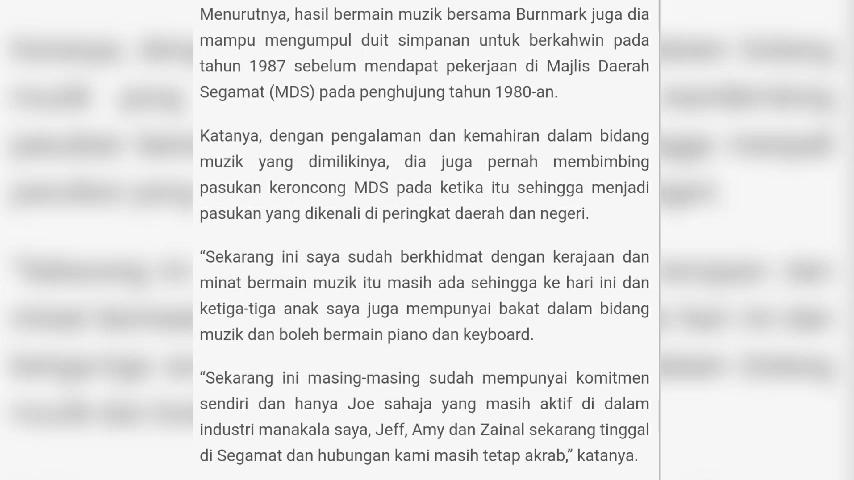 Menurutnya, hasil bermain muzik bersama Burnmark juga dia
mampu mengumpul duit simpanan untuk berkahwin pada
tahun 1987 sebelum mendapat pekerjaan di Majlis Daerah
Segamat (MDS) pada penghujung tahun 1980-an.
Katanya, dengan pengalaman dan kemahiran dalam bidang
muzik yang dimilikinya, dia juga pernah membimbing
pasukan keroncong MDS pada ketika itu sehingga menjadi
pasukan yang dikenali di peringkat daerah dan negeri.
“Sekarang ini saya sudah berkhidmat dengan kerajaan dan
minat bermain muzik itu masih ada sehingga ke hari ini dan
ketiga-tiga anak saya juga mempunyai bakat dalam bidang
muzik dan boleh bermain piano dan keyboard.
“Sekarang ini masing-masing sudah mempunyai komitmen
sendiri dan hanya Joe sahaja yang masih aktif di dalam
industri manakala saya, Jeff, Amy dan Zainal sekarang tinggal
di Segamat dan hubungan kami masih tetap akrab,” katanya.